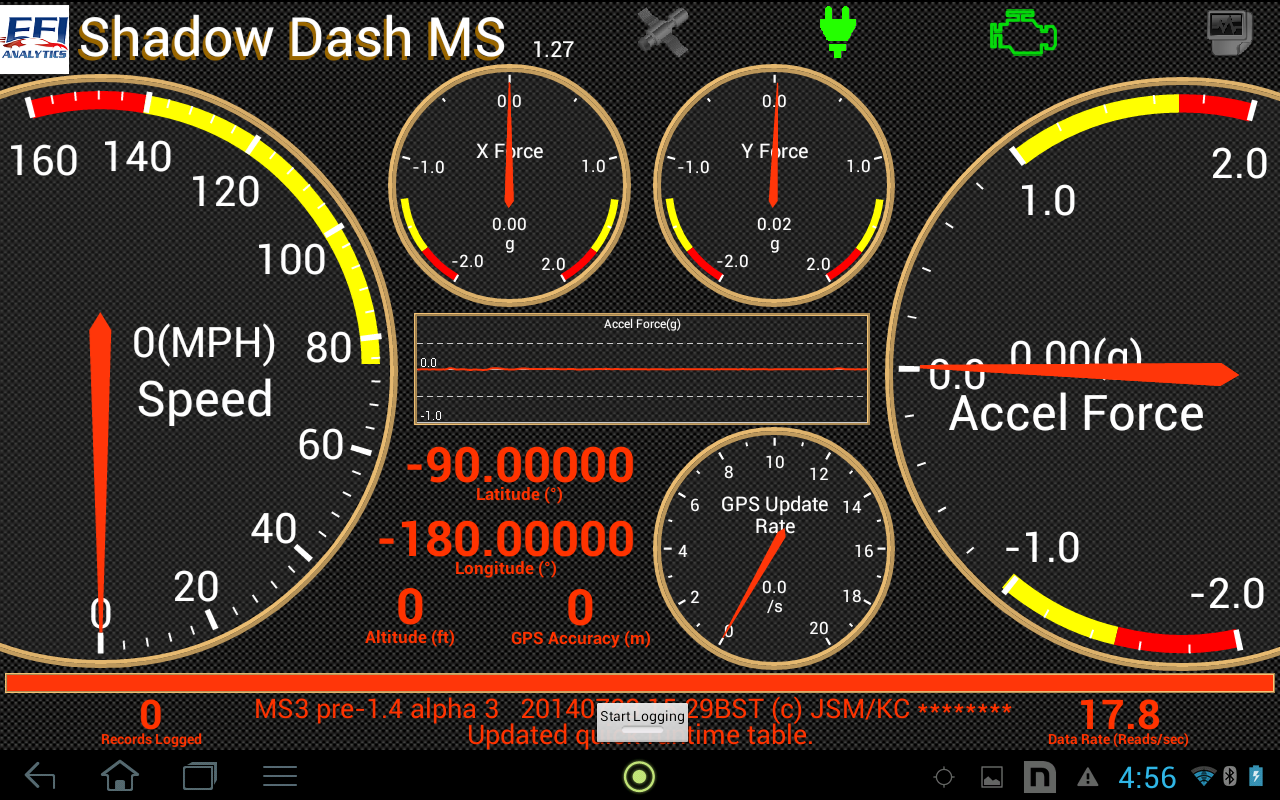 EFI
ANALYTICS
Shadow Dash MS 1.27
160
140
120
100
80
60
40
20
0
0(MPH)
Speed
0.0
X Force
-1.0
1.0
0.00
g
-2.0
2.0
0.0
Y Force
-1.0
1.0
0.02
g
-2.0
2.0
2.0
1.0
0.00(g)
0.0
Accel Force
-1.0
-2.0
Accel Force(g)
0.0
-1.0
-90.00000
Latitude (°)
-180.00000
Longitude (°)
0
Altitude (ft)
0
GPS Accuracy (m)
GPS Update
Rate
0
2
4
6
8
10
12
14
16
18
20
0.0
/s
MS3 pre-1.4 alpha 3 29BST (c) JSM/KC ********
Updated time table.
Start Logging
0
Records Logged
17.8
Data Rate (Reads/sec)
4:56